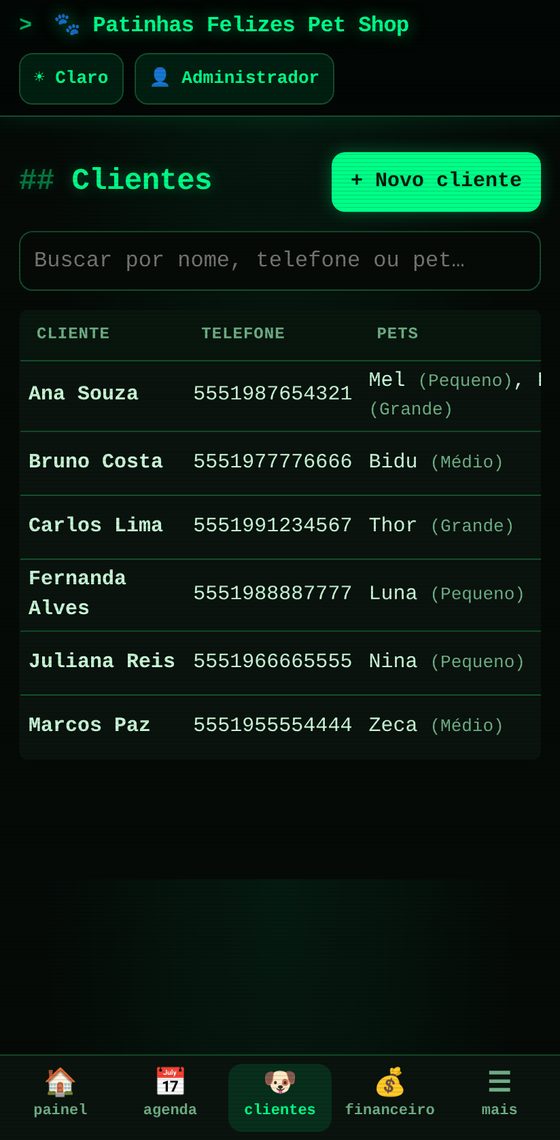 > 🐾 Patinhas Felizes Pet Shop
☀ Claro
👤 Administrador
## Clientes
+ Novo cliente
Buscar por nome, telefone ou pet…
CLIENTE TELEFONE PETS
Ana Souza 5551987654321 Mel (Pequeno),
(Grande)
Bruno Costa 5551977776666 Bidu (Médio)
Carlos Lima 5551991234567 Thor (Grande)
Fernanda
Alves 5551988887777 Luna (Pequeno)
Juliana Reis 5551966665555 Nina (Pequeno)
Marcos Paz 5551955554444 Zeca (Médio)
July
17
painel agenda clientes financeiro mais